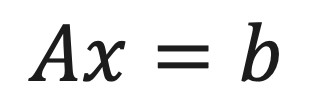 Ax = b